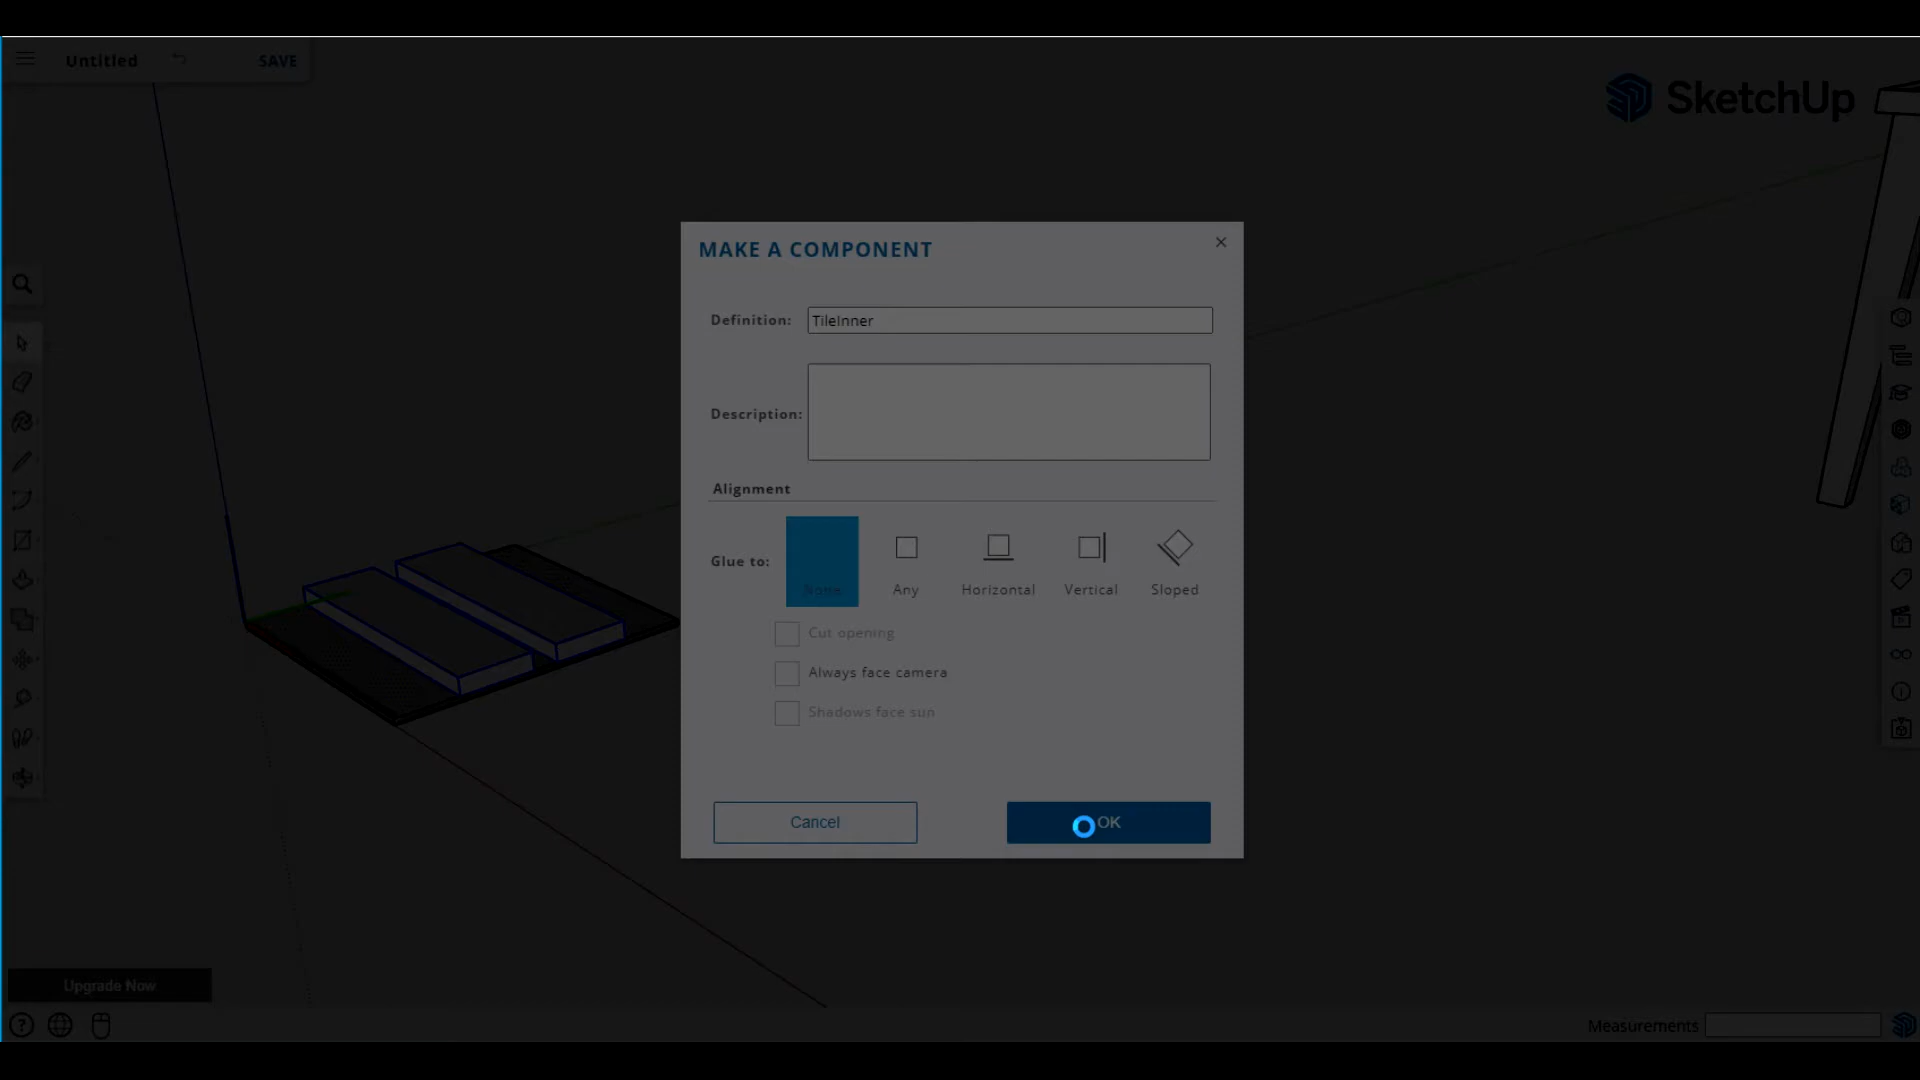 Untitled
SAVE
SketchUp
MAKE A COMPONENT
Definition: TileInner
Description:
Alignment
Glue to:
None Any Horizontal Vertical Sloped
Cut opening
Always face camera
Shadows face sun
Cancel OK
Upgrade Now
Measurements